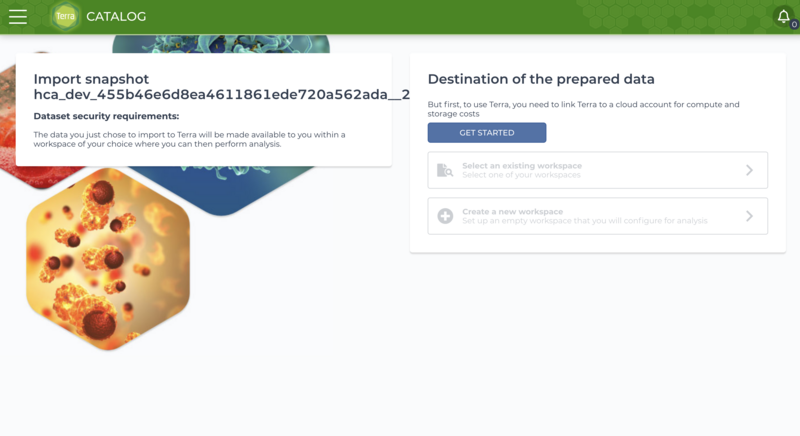 Terra
CATALOG
0
Import snapshot
hca_dev_455b46e6d8ea4611861ede720a562ada__2
Dataset security requirements:
The data you just chose to import to Terra will be made available to you within a
workspace of your choice where you can then perform analysis.
Destination of the prepared data
But first, to use Terra, you need to link Terra to a cloud account for compute and
storage costs
GET STARTED
Select an existing workspace
Select one of your workspaces
Create a new workspace
Set up an empty workspace that you will configure for analysis